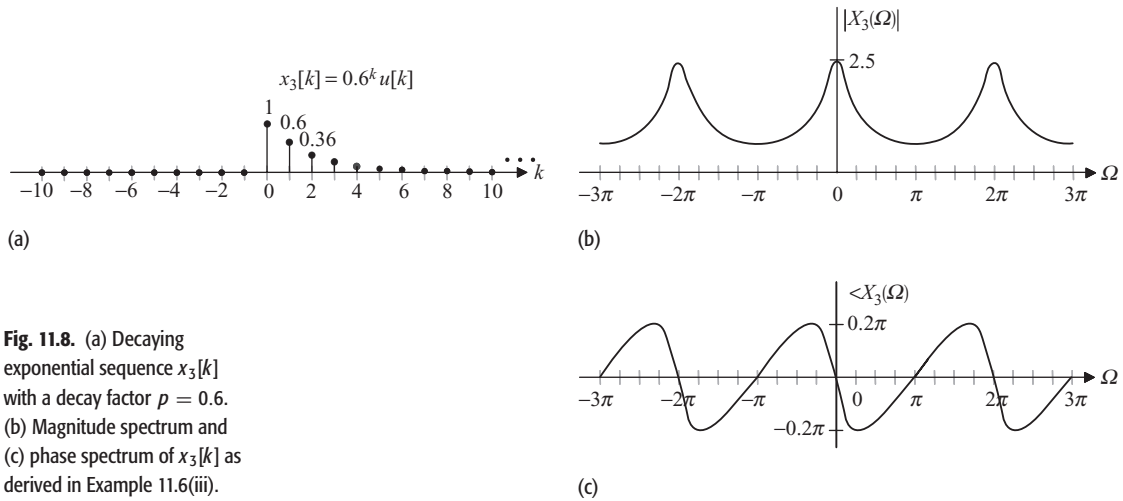 x₃[k] = 0.6ᵏ u[k]
1
0.6
0.36
• • •
k
−10 −8 −6 −4 −2 0 2 4 6 8 10
(a)
|X₃(Ω)|
2.5
Ω
−3π −2π −π 0 π 2π 3π
(b)
Fig. 11.8. (a) Decaying
exponential sequence x₃[k]
with a decay factor p = 0.6.
(b) Magnitude spectrum and
(c) phase spectrum of x₃[k] as
derived in Example 11.6(iii).
<X₃(Ω)
0.2π
Ω
−3π −2π −π 0 π 2π 3π
−0.2π
(c)